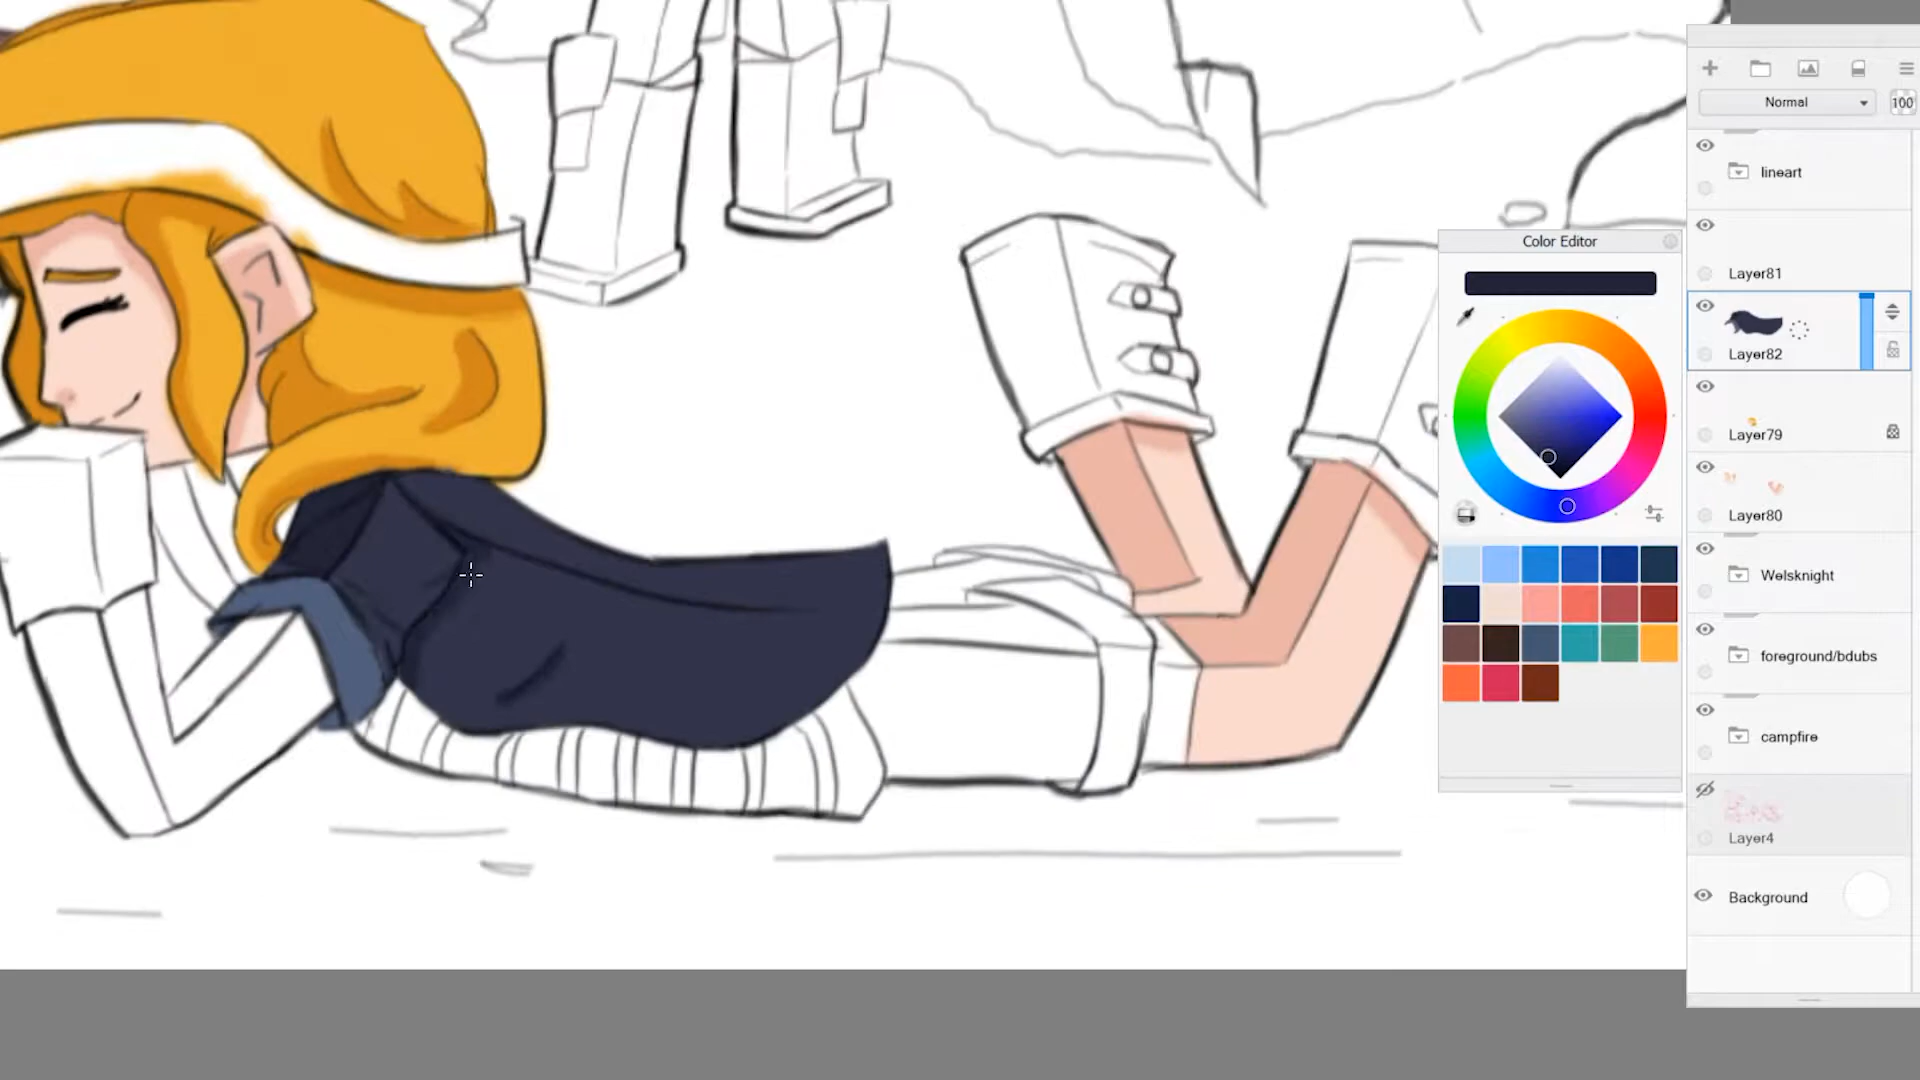 Normal
100
lineart
Layer81
Color Editor
Layer82
Layer79
Layer80
Welsknight
foreground/bdubs
campfire
Layer4
Background